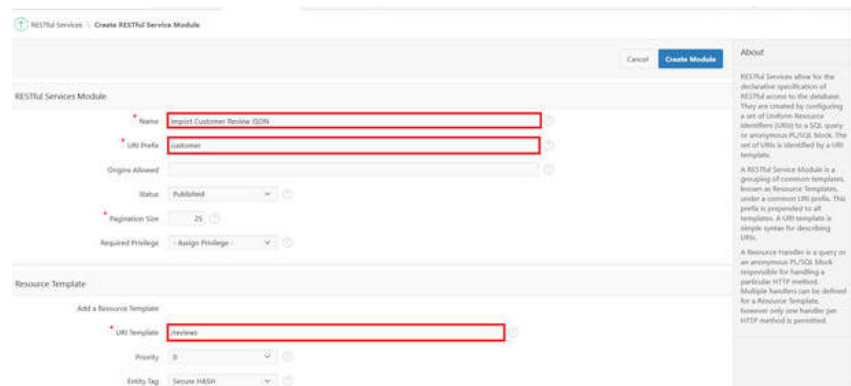 RESTful Services \ Create RESTful Service Module
Cancel
Create Module
RESTful Services Module
* Name Import Customer Review JSON
* URI Prefix customer
Origins Allowed
Status Published
* Pagination Size 25
Required Privilege - Assign Privilege -
Resource Template
Add a Resource Template
* URI Template /reviews
Priority 0
Entity Tag Secure HASH
About
RESTful Services allow for the
declarative specification of
RESTful access to the database.
They are created by configuring
a set of Uniform Resource
Identifiers (URIs) to a SQL query
or anonymous PL/SQL block. The
set of URIs is identified by a URI
template.
A RESTful Service Module is a
grouping of common templates,
known as Resource Templates,
under a common URI prefix. This
prefix is prepended to all
templates. A URI template is
simple syntax for describing
URIs.
A Resource Handler is a query or
an anonymous PL/SQL block
responsible for handling a
particular HTTP method.
Multiple handlers can be defined
for a Resource Template,
however only one handler per
HTTP method is permitted.